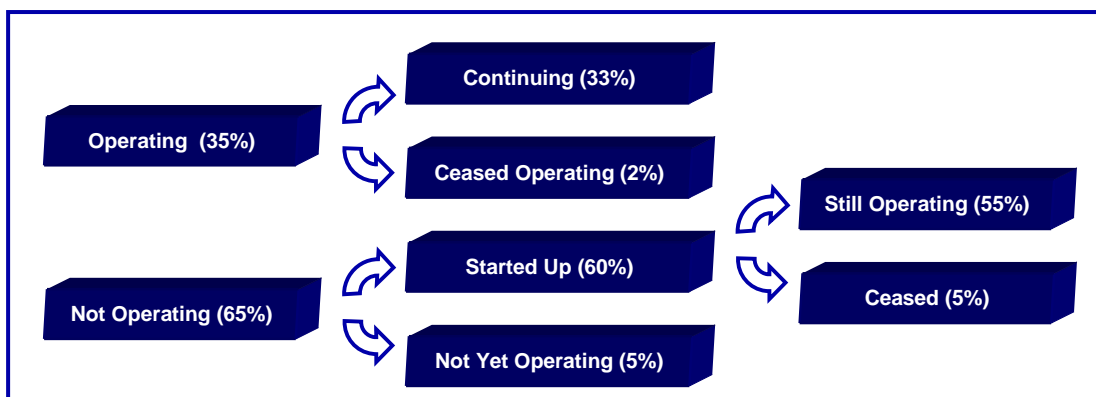 Continuing (33%)
Operating (35%)
Ceased Operating (2%)
Still Operating (55%)
Started Up (60%)
Ceased (5%)
Not Operating (65%)
Not Yet Operating (5%)